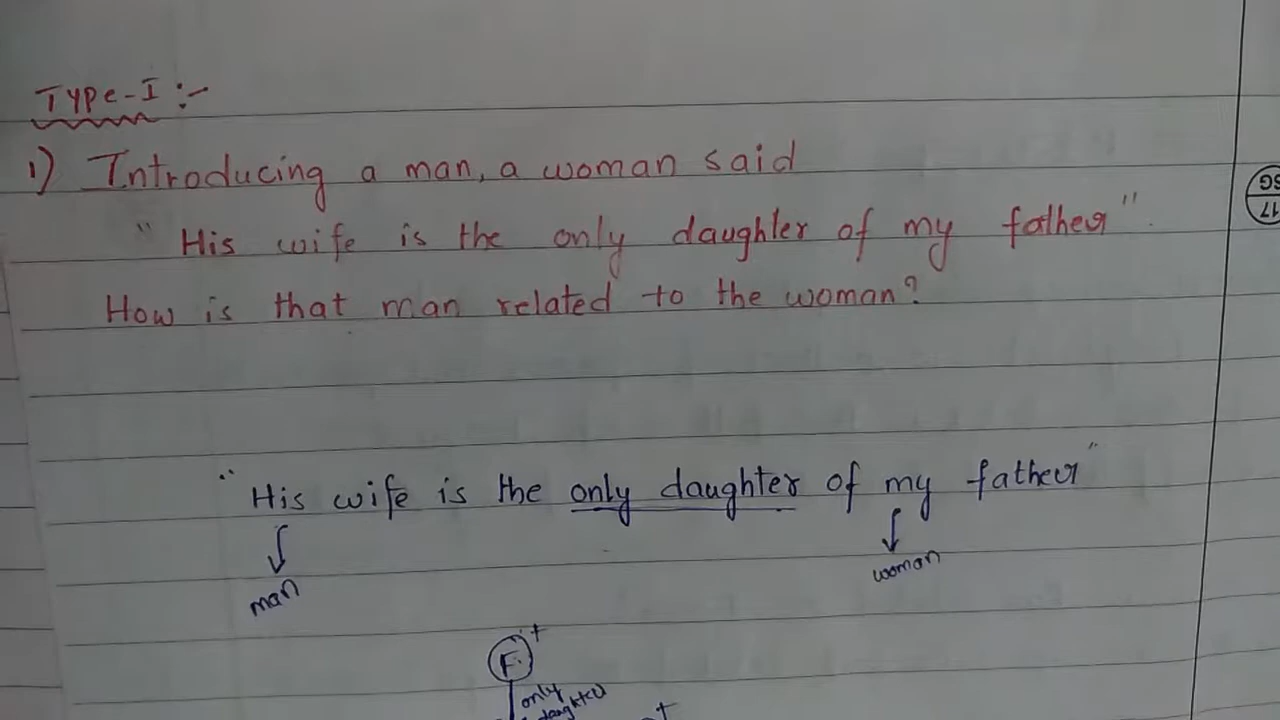 Type-I :-
1) Introducing a man, a woman said
"His wife is the only daughter of my father".
How is that man related to the woman?
"His wife is the only daughter of my father"
man
woman
F +
only
daughter
+